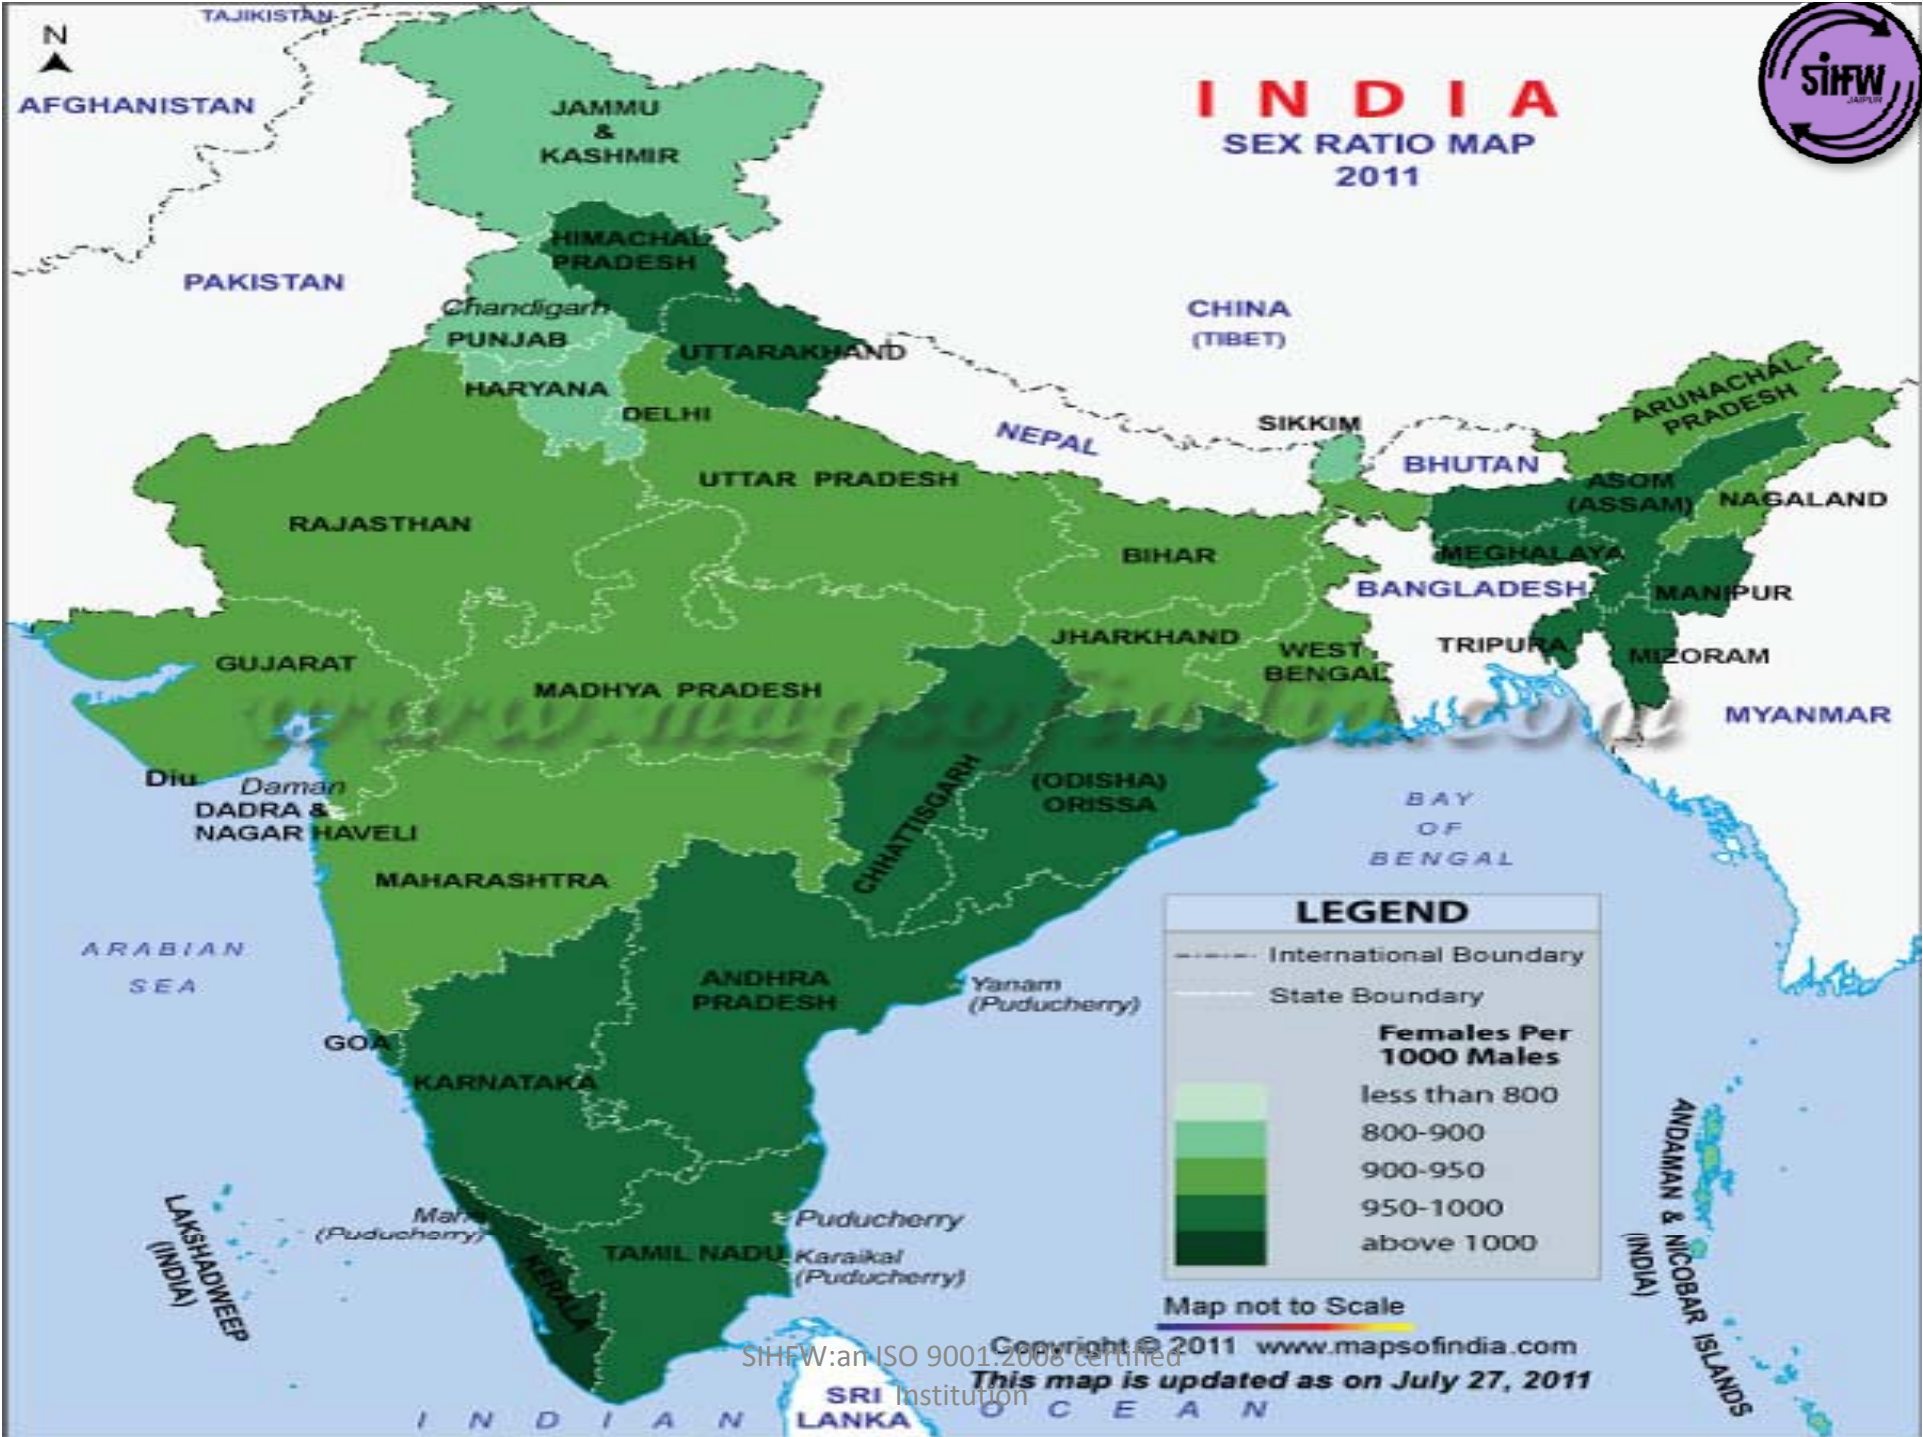 TAJIKISTAN
N
AFGHANISTAN
JAMMU
&
KASHMIR
INDIA
SEX RATIO MAP
2011
SIHFW
JAIPUR
HIMACHAL
PRADESH
PAKISTAN
Chandigarh
PUNJAB
UTTARAKHAND
HARYANA
DELHI
CHINA
(TIBET)
NEPAL
SIKKIM
BHUTAN
ARUNACHAL
PRADESH
ASOM
(ASSAM)
NAGALAND
UTTAR PRADESH
RAJASTHAN
BIHAR
MEGHALAYA
BANGLADESH
MANIPUR
JHARKHAND
WEST
BENGAL
TRIPURA
MIZORAM
GUJARAT
MADHYA PRADESH
www.mapsofindia.com
MYANMAR
Diu
Daman
DADRA &
NAGAR HAVELI
CHHATTISGARH
(ODISHA)
ORISSA
BAY
OF
BENGAL
MAHARASHTRA
ARABIAN
SEA
ANDHRA
PRADESH
Yanam
(Puducherry)
GOA
KARNATAKA
LEGEND
International Boundary
State Boundary
Females Per
1000 Males
less than 800
800-900
900-950
950-1000
above 1000
LAKSHADWEEP
(INDIA)
Mahe
(Puducherry)
KERALA
TAMIL NADU
Puducherry
Karaikal
(Puducherry)
ANDAMAN & NICOBAR ISLANDS
(INDIA)
Map not to Scale
Copyright © 2011 www.mapsofindia.com
This map is updated as on July 27, 2011
SIHFW:an ISO 9001:2008 certified
Institution
SRI
LANKA
INDIAN OCEAN